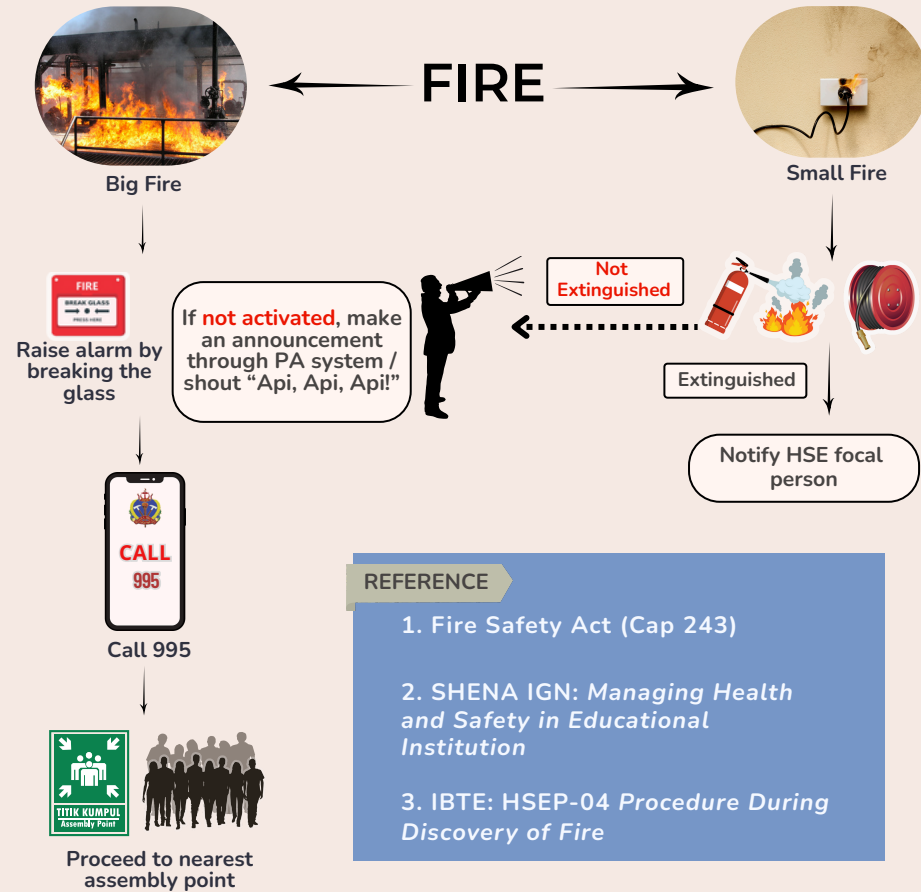 FIRE
Big Fire
Small Fire
FIRE
BREAK GLASS
PRESS HERE
Raise alarm by
breaking the
glass
If not activated, make
an announcement
through PA system /
shout “Api, Api, Api!”
Not
Extinguished
Extinguished
Notify HSE focal
person
CALL
995
Call 995
TITIK KUMPUL
Assembly Point
Proceed to nearest
assembly point
REFERENCE
1. Fire Safety Act (Cap 243)
2. SHENA IGN: Managing Health
and Safety in Educational
Institution
3. IBTE: HSEP-04 Procedure During
Discovery of Fire